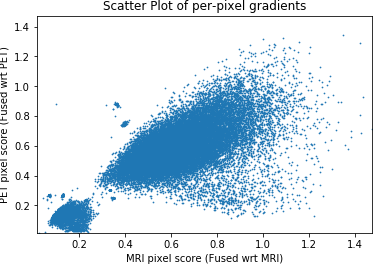 Scatter Plot of per-pixel gradients
PET pixel score (Fused wrt PET)
1.4
1.2
1.0
0.8
0.6
0.4
0.2
0.2 0.4 0.6 0.8 1.0 1.2 1.4
MRI pixel score (Fused wrt MRI)